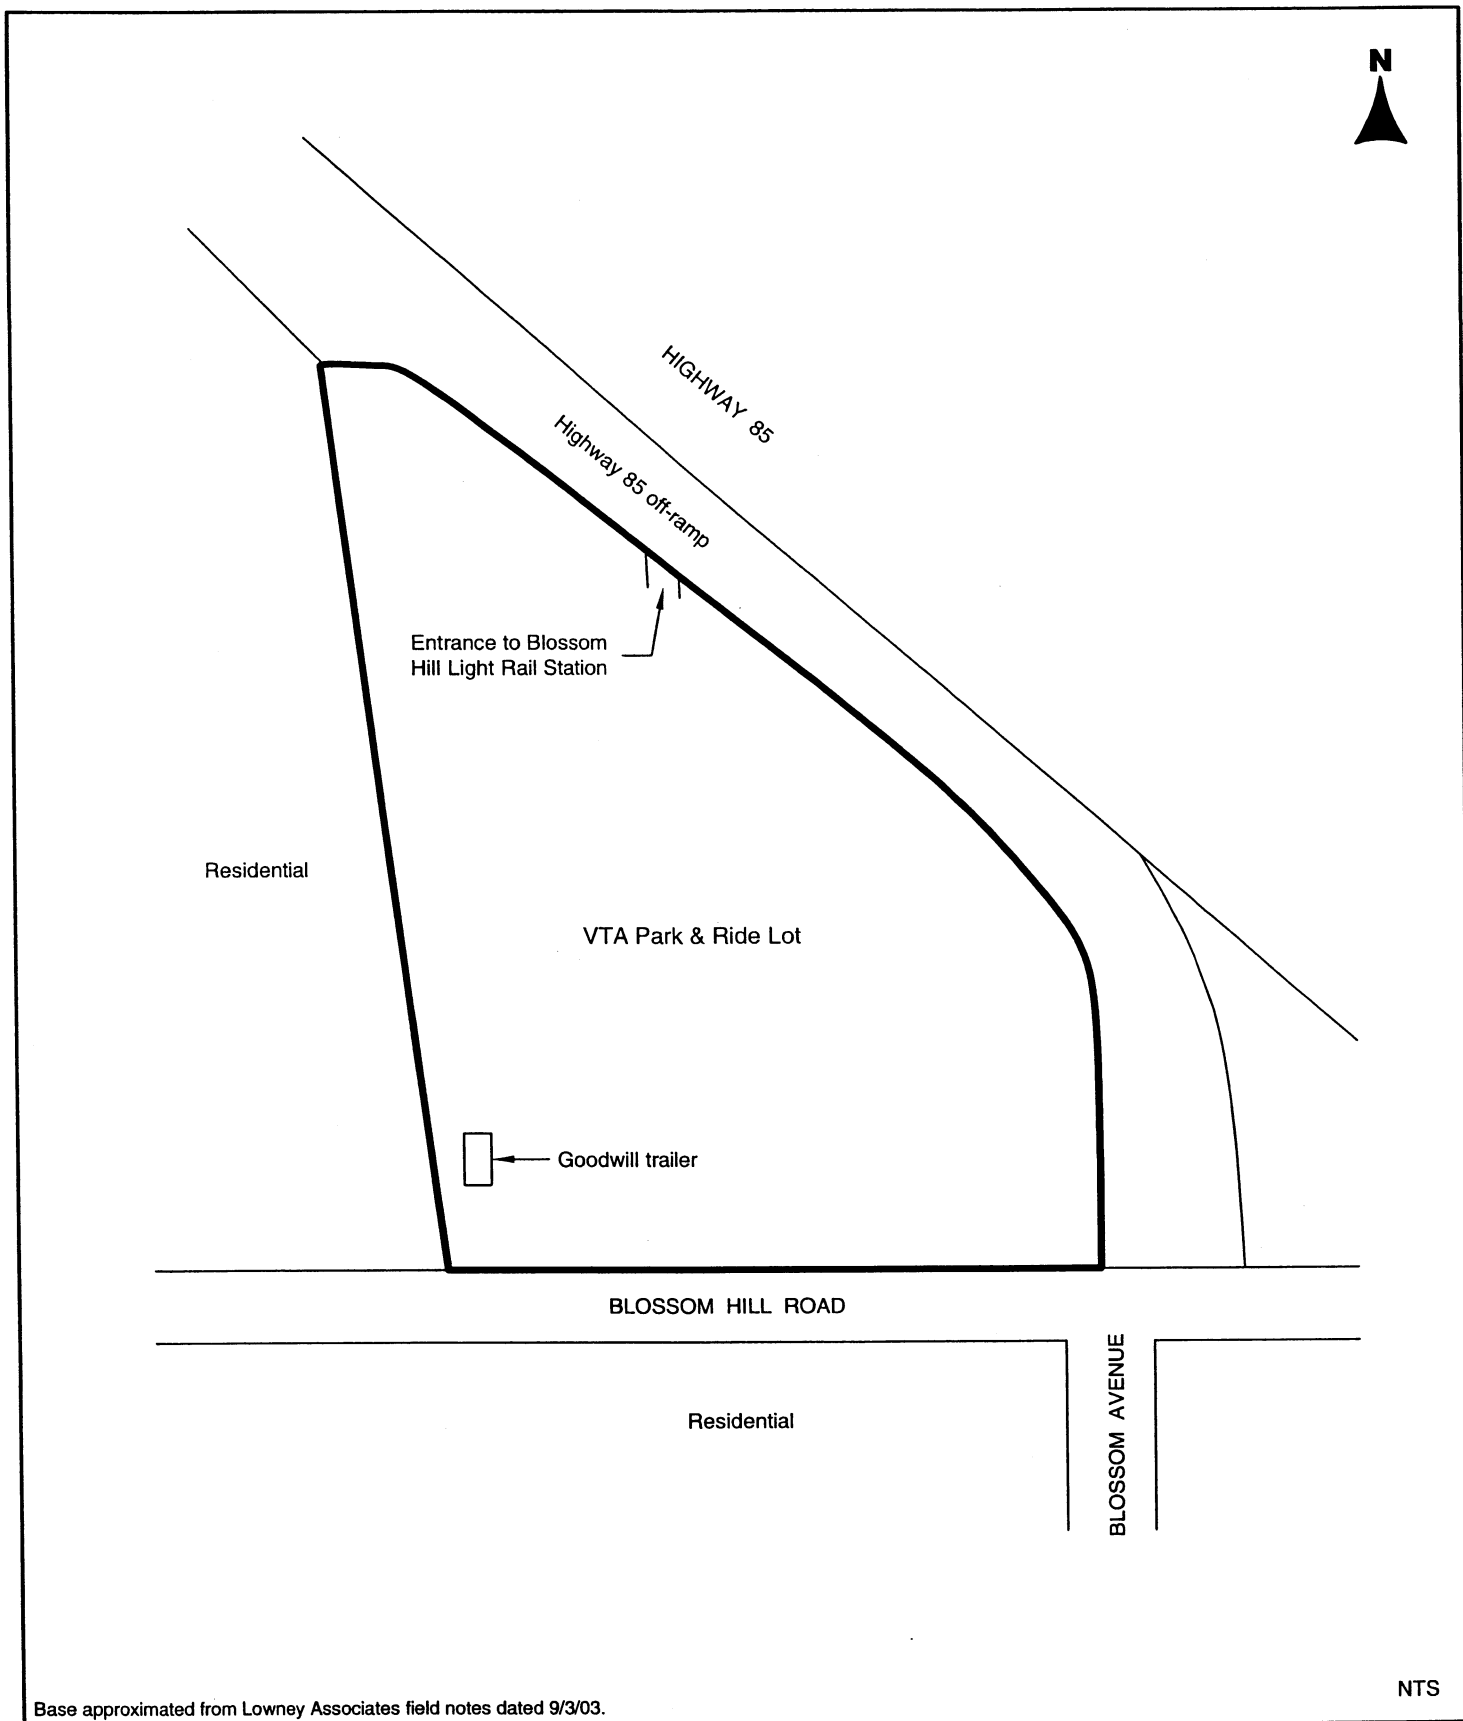 N
HIGHWAY 85
Highway 85 off-ramp
Entrance to Blossom
Hill Light Rail Station
Residential
VTA Park & Ride Lot
Goodwill trailer
BLOSSOM HILL ROAD
BLOSSOM AVENUE
Residential
NTS
Base approximated from Lowney Associates field notes dated 9/3/03.